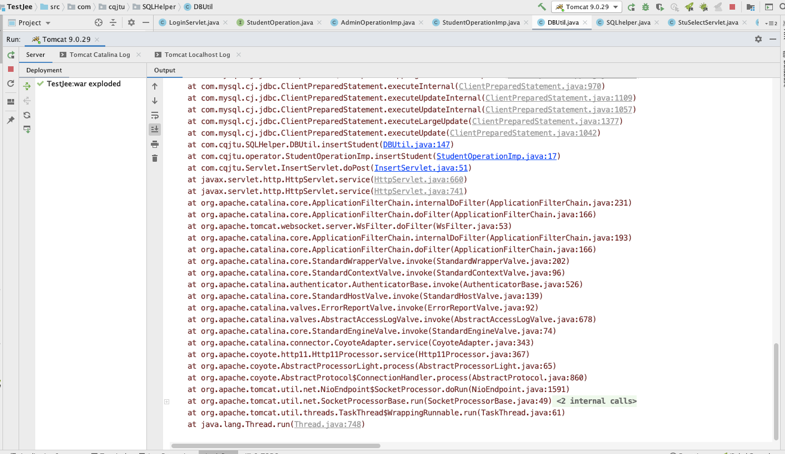 TestJee src com cqjtu SQLHelper DBUtil
Tomcat 9.0.29
Project LoginServlet.java StudentOperation.java AdminOperationImp.java StudentOperationImp.java DBUtil.java SQLhelper.java StuSelectServlet.java
Run: Tomcat 9.0.29
Server Tomcat Catalina Log Tomcat Localhost Log
Deployment Output
TestJee:war exploded
at com.mysql.cj.jdbc.ClientPreparedStatement.executeInternal(ClientPreparedStatement.java:970)
at com.mysql.cj.jdbc.ClientPreparedStatement.executeUpdateInternal(ClientPreparedStatement.java:1109)
at com.mysql.cj.jdbc.ClientPreparedStatement.executeUpdateInternal(ClientPreparedStatement.java:1057)
at com.mysql.cj.jdbc.ClientPreparedStatement.executeLargeUpdate(ClientPreparedStatement.java:1377)
at com.mysql.cj.jdbc.ClientPreparedStatement.executeUpdate(ClientPreparedStatement.java:1042)
at com.cqjtu.SQLHelper.DBUtil.insertStudent(DBUtil.java:147)
at com.cqjtu.operator.StudentOperationImp.insertStudent(StudentOperationImp.java:17)
at com.cqjtu.Servlet.InsertServlet.doPost(InsertServlet.java:51)
at javax.servlet.http.HttpServlet.service(HttpServlet.java:660)
at javax.servlet.http.HttpServlet.service(HttpServlet.java:741)
at org.apache.catalina.core.ApplicationFilterChain.internalDoFilter(ApplicationFilterChain.java:231)
at org.apache.catalina.core.ApplicationFilterChain.doFilter(ApplicationFilterChain.java:166)
at org.apache.tomcat.websocket.server.WsFilter.doFilter(WsFilter.java:53)
at org.apache.catalina.core.ApplicationFilterChain.internalDoFilter(ApplicationFilterChain.java:193)
at org.apache.catalina.core.ApplicationFilterChain.doFilter(ApplicationFilterChain.java:166)
at org.apache.catalina.core.StandardWrapperValve.invoke(StandardWrapperValve.java:202)
at org.apache.catalina.core.StandardContextValve.invoke(StandardContextValve.java:96)
at org.apache.catalina.authenticator.AuthenticatorBase.invoke(AuthenticatorBase.java:526)
at org.apache.catalina.core.StandardHostValve.invoke(StandardHostValve.java:139)
at org.apache.catalina.valves.ErrorReportValve.invoke(ErrorReportValve.java:92)
at org.apache.catalina.valves.AbstractAccessLogValve.invoke(AbstractAccessLogValve.java:678)
at org.apache.catalina.core.StandardEngineValve.invoke(StandardEngineValve.java:74)
at org.apache.catalina.connector.CoyoteAdapter.service(CoyoteAdapter.java:343)
at org.apache.coyote.http11.Http11Processor.service(Http11Processor.java:367)
at org.apache.coyote.AbstractProcessorLight.process(AbstractProcessorLight.java:65)
at org.apache.coyote.AbstractProtocol$ConnectionHandler.process(AbstractProtocol.java:860)
at org.apache.tomcat.util.net.NioEndpoint$SocketProcessor.doRun(NioEndpoint.java:1591)
at org.apache.tomcat.util.net.SocketProcessorBase.run(SocketProcessorBase.java:49) <2 internal calls>
at org.apache.tomcat.util.threads.TaskThread$WrappingRunnable.run(TaskThread.java:61)
at java.lang.Thread.run(Thread.java:748)